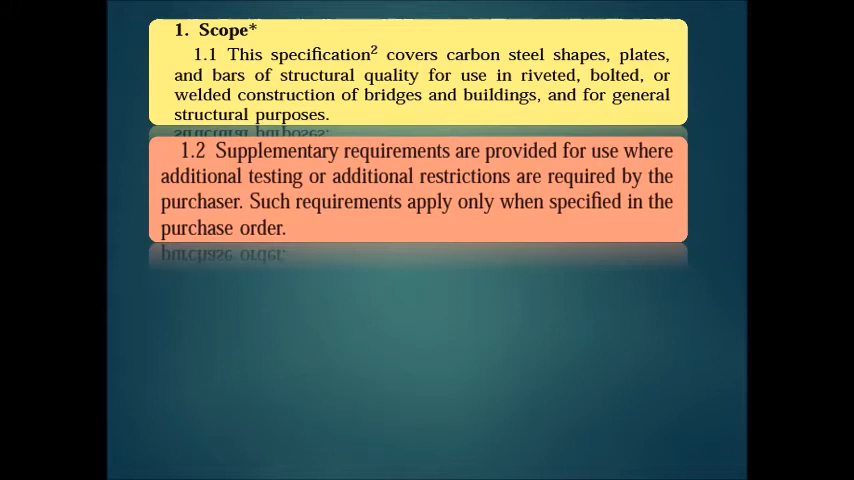 1. Scope*
1.1 This specification² covers carbon steel shapes, plates,
and bars of structural quality for use in riveted, bolted, or
welded construction of bridges and buildings, and for general
structural purposes.
1.2 Supplementary requirements are provided for use where
additional testing or additional restrictions are required by the
purchaser. Such requirements apply only when specified in the
purchase order.